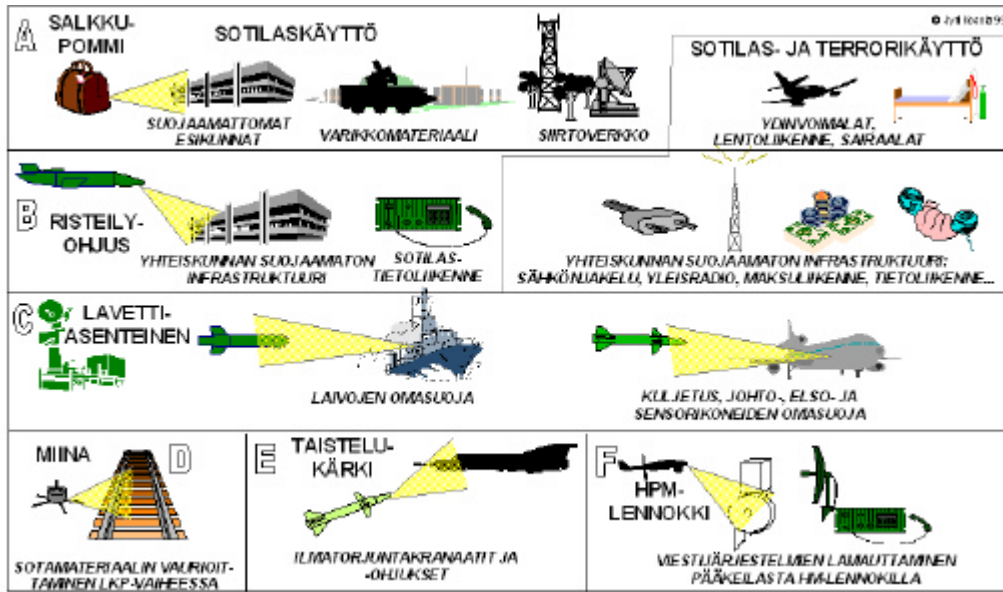 A
SALKKU-
POMMI
SOTILASKÄYTTÖ
SOTILAS- JA TERRORIKÄYTTÖ
SUOJAAMATTOMAT
ESIKUNNAT
VARIKKOMATERIAALI
SIIRTOVERKKO
YDINVOIMALAT,
LENTOLIIKENNE, SAIRAALAT
B
RISTEILY-
OHJUS
YHTEISKUNNAN SUOJAAMATON
INFRASTRUKTUURI
SOTILAS-
TIETOLIIKENNE
YHTEISKUNNAN SUOJAAMATON INFRASTRUKTUURI:
SÄHKÖNJAKELU, YLEISRADIO, MAKSULIIKENNE, TIETOLIIKENNE...
C
LAVETTI-
ASENTEINEN
LAIVOJEN OMASUOJA
KULJETUS, JOHTO-, ELSO- JA
SENSORIKONEIDEN OMASUOJA
MIINA
D
SOTAMATERIAALIN VAURIOIT-
TAMINEN LKP-VAIHEESSA
E
TAISTELU-
KÄRKI
ILMATORJUNTAKRANAATIT JA
-OHJUKSET
F
HPM-
LENNOKKI
VIESTIJÄRJESTELMIEN LAMAUTTAMINEN
PÄÄKEILASTA HM-LENNOKILLA